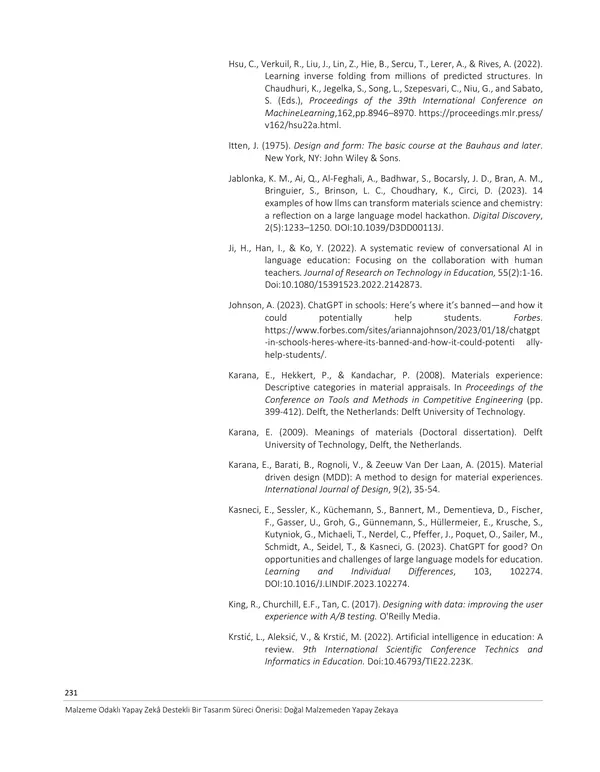 Hsu, C., Verkuil, R., Liu, J., Lin, Z., Hie, B., Sercu, T., Lerer, A., & Rives, A. (2022).
Learning inverse folding from millions of predicted structures. In
Chaudhuri, K., Jegelka, S., Song, L., Szepesvari, C., Niu, G., and Sabato,
S. (Eds.), Proceedings of the 39th International Conference on
MachineLearning,162,pp.8946–8970. https://proceedings.mlr.press/
v162/hsu22a.html.
Itten, J. (1975). Design and form: The basic course at the Bauhaus and later.
New York, NY: John Wiley & Sons.
Jablonka, K. M., Ai, Q., Al-Feghali, A., Badhwar, S., Bocarsly, J. D., Bran, A. M.,
Bringuier, S., Brinson, L. C., Choudhary, K., Circi, D. (2023). 14
examples of how llms can transform materials science and chemistry:
a reflection on a large language model hackathon. Digital Discovery,
2(5):1233–1250. DOI:10.1039/D3DD00113J.
Ji, H., Han, I., & Ko, Y. (2022). A systematic review of conversational AI in
language education: Focusing on the collaboration with human
teachers. Journal of Research on Technology in Education, 55(2):1-16.
Doi:10.1080/15391523.2022.2142873.
Johnson, A. (2023). ChatGPT in schools: Here’s where it’s banned—and how it
could potentially help students. Forbes.
https://www.forbes.com/sites/ariannajohnson/2023/01/18/chatgpt
-in-schools-heres-where-its-banned-and-how-it-could-potenti ally-
help-students/.
Karana, E., Hekkert, P., & Kandachar, P. (2008). Materials experience:
Descriptive categories in material appraisals. In Proceedings of the
Conference on Tools and Methods in Competitive Engineering (pp.
399-412). Delft, the Netherlands: Delft University of Technology.
Karana, E. (2009). Meanings of materials (Doctoral dissertation). Delft
University of Technology, Delft, the Netherlands.
Karana, E., Barati, B., Rognoli, V., & Zeeuw Van Der Laan, A. (2015). Material
driven design (MDD): A method to design for material experiences.
International Journal of Design, 9(2), 35-54.
Kasneci, E., Sessler, K., Küchemann, S., Bannert, M., Dementieva, D., Fischer,
F., Gasser, U., Groh, G., Günnemann, S., Hüllermeier, E., Krusche, S.,
Kutyniok, G., Michaeli, T., Nerdel, C., Pfeffer, J., Poquet, O., Sailer, M.,
Schmidt, A., Seidel, T., & Kasneci, G. (2023). ChatGPT for good? On
opportunities and challenges of large language models for education.
Learning and Individual Differences, 103, 102274.
DOI:10.1016/J.LINDIF.2023.102274.
King, R., Churchill, E.F., Tan, C. (2017). Designing with data: improving the user
experience with A/B testing. O'Reilly Media.
Krstić, L., Aleksić, V., & Krstić, M. (2022). Artificial intelligence in education: A
review. 9th International Scientific Conference Technics and
Informatics in Education. Doi:10.46793/TIE22.223K.
231
Malzeme Odaklı Yapay Zekâ Destekli Bir Tasarım Süreci Önerisi: Doğal Malzemeden Yapay Zekaya